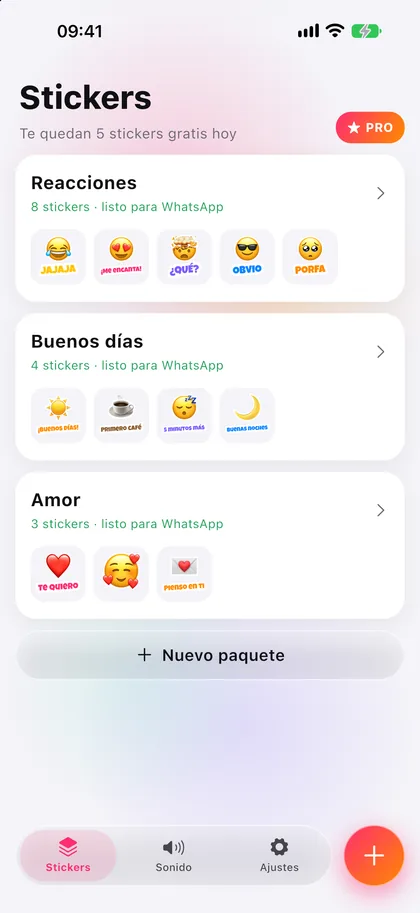 09:41
Stickers
Te quedan 5 stickers gratis hoy
PRO
Reacciones
8 stickers · listo para WhatsApp
JAJAJA
¡ME ENCANTA!
¿QUÉ?
OBVIO
PORFA
Buenos días
4 stickers · listo para WhatsApp
¡BUENOS DÍAS!
PRIMERO CAFÉ
5 MINUTOS MÁS
BUENAS NOCHES
Amor
3 stickers · listo para WhatsApp
TE QUIERO
PIENSO EN TI
+ Nuevo paquete
Stickers
Sonido
Ajustes